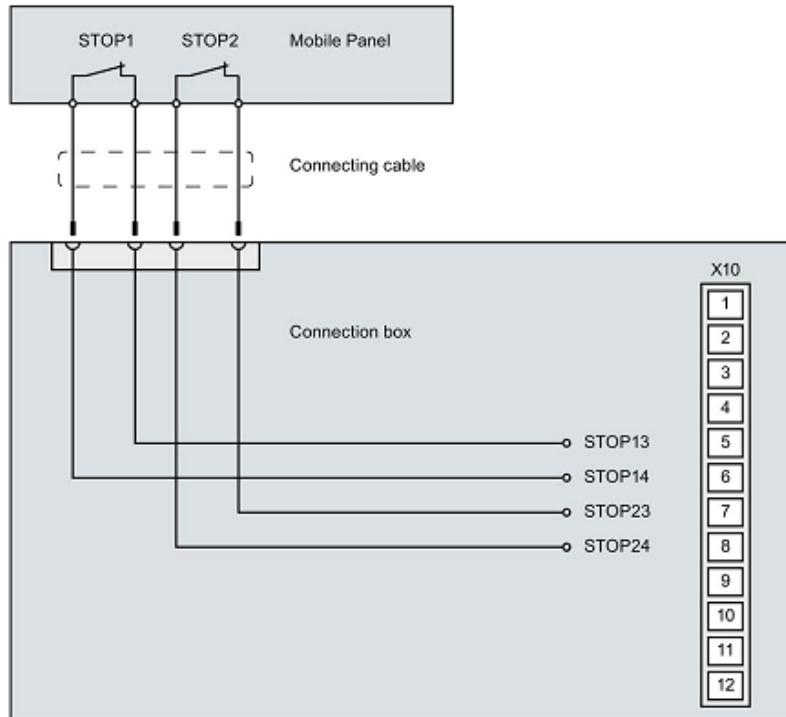 STOP1 STOP2 Mobile Panel
Connecting cable
X10
1
Connection box
2
3
4
STOP13 5
STOP14 6
STOP23 7
STOP24 8
9
10
11
12